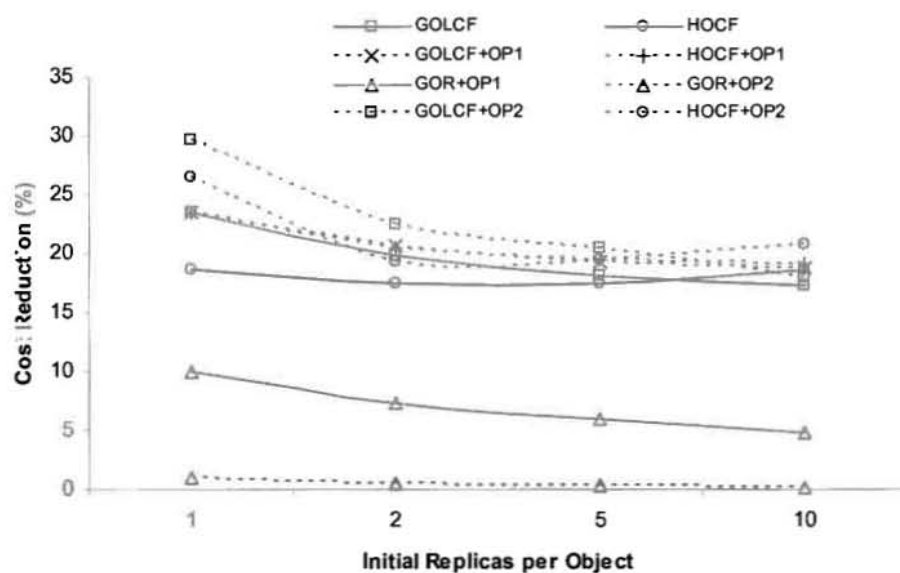 GOLCF HOCF
GOLCF+OP1 HOCF+OP1
GOR+OP1 GOR+OP2
GOLCF+OP2 HOCF+OP2
35
30
25
20
15
10
5
0
Cost Reduction (%)
1 2 5 10
Initial Replicas per Object